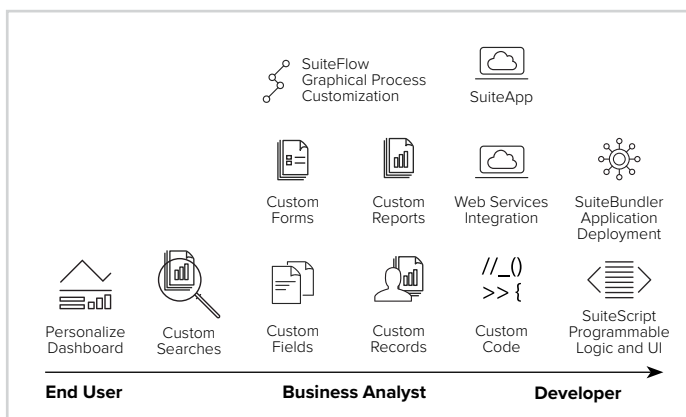 SuiteFlow
Graphical Process
Customization
SuiteApp
Custom
Forms
Custom
Reports
Web Services
Integration
SuiteBundler
Application
Deployment
Personalize
Dashboard
Custom
Searches
Custom
Fields
Custom
Records
//_()
>> {
Custom
Code
SuiteScript
Programmable
Logic and UI
End User
Business Analyst
Developer